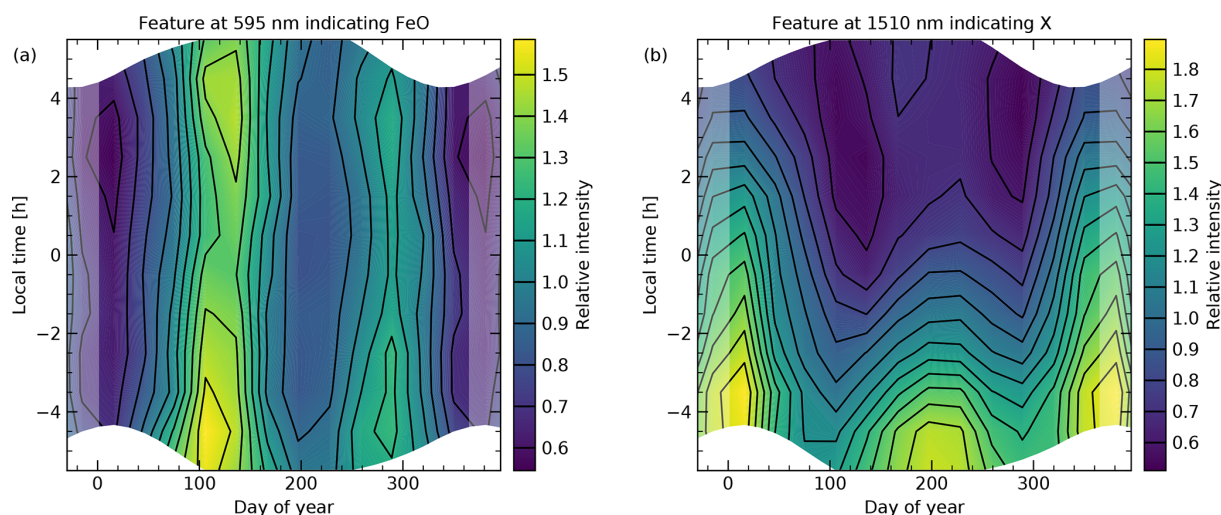 Feature at 595 nm indicating FeO
(a)
4
2
0
−2
−4
Local time [h]
0 100 200 300
Day of year
1.5
1.4
1.3
1.2
1.1
1.0
0.9
0.8
0.7
0.6
Relative intensity
Feature at 1510 nm indicating X
(b)
4
2
0
−2
−4
Local time [h]
0 100 200 300
Day of year
1.8
1.7
1.6
1.5
1.4
1.3
1.2
1.1
1.0
0.9
0.8
0.7
0.6
Relative intensity